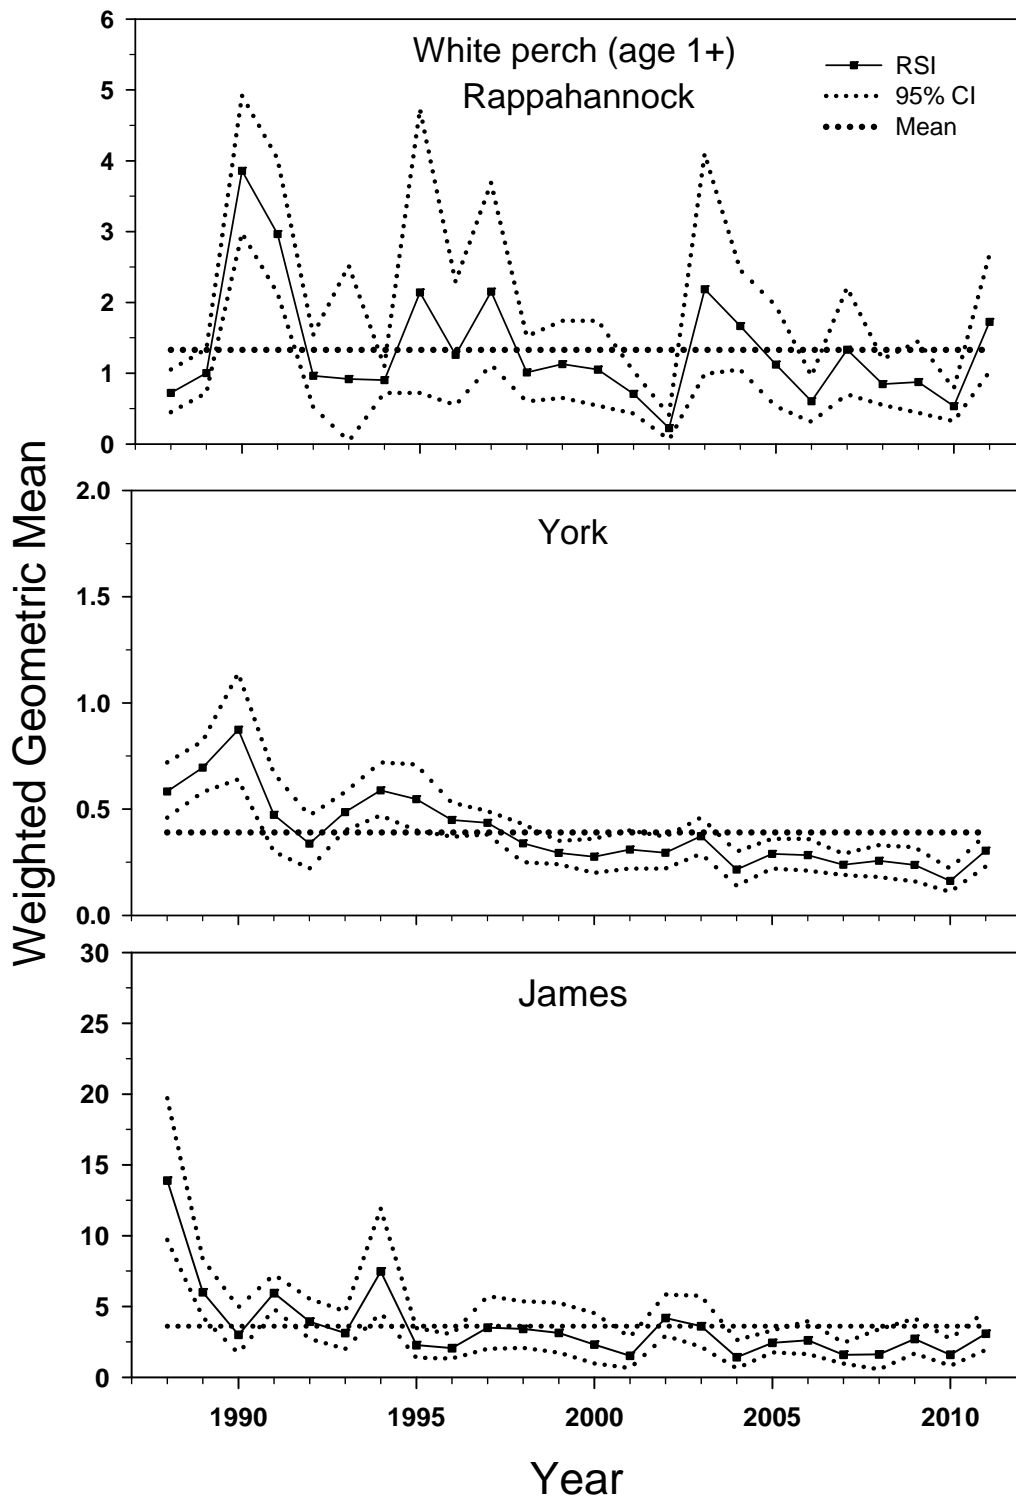 White perch (age 1+)
Rappahannock
RSI
95% CI
Mean
6
5
4
3
2
1
0
York
2.0
1.5
1.0
0.5
0.0
James
30
25
20
15
10
5
0
1990 1995 2000 2005 2010
Weighted Geometric Mean
Year